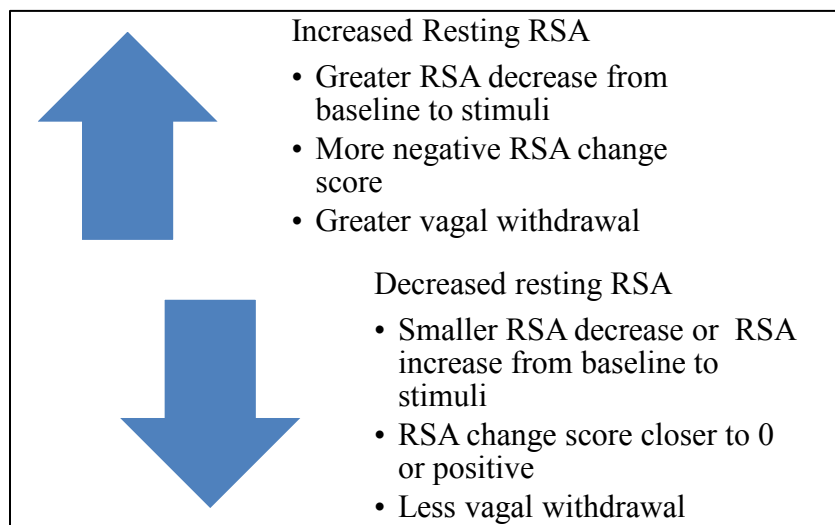 Increased Resting RSA
• Greater RSA decrease from
baseline to stimuli
• More negative RSA change
score
• Greater vagal withdrawal
Decreased resting RSA
• Smaller RSA decrease or RSA
increase from baseline to
stimuli
• RSA change score closer to 0
or positive
• Less vagal withdrawal